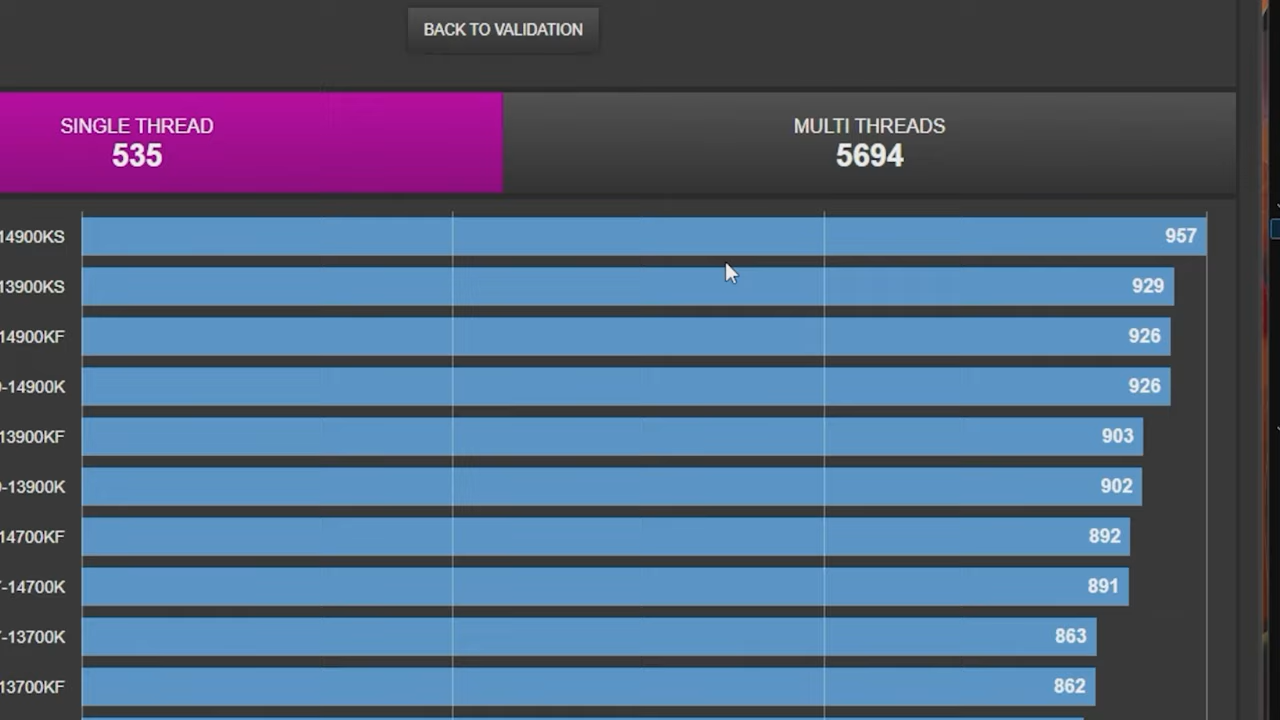 BACK TO VALIDATION
SINGLE THREAD
535
MULTI THREADS
5694
14900KS 957
13900KS 929
14900KF 926
-14900K 926
13900KF 903
-13900K 902
14700KF 892
-14700K 891
-13700K 863
13700KF 862